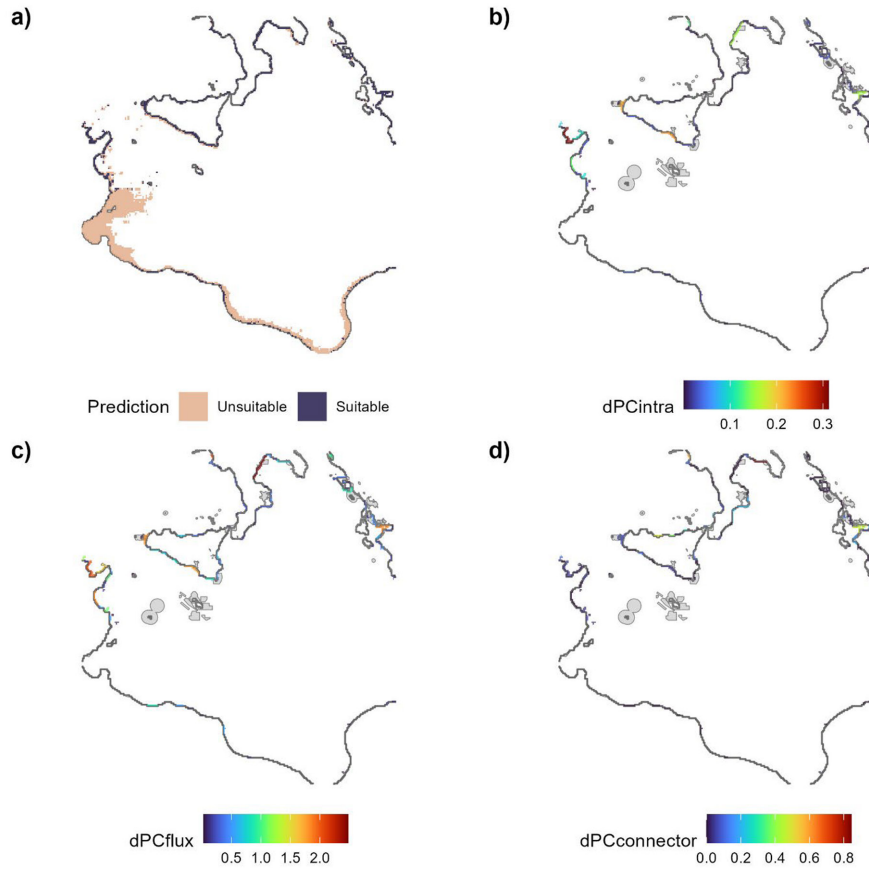 a)
b)
Prediction Unsuitable Suitable
dPCintra
0.1 0.2 0.3
c)
d)
dPCflux
0.5 1.0 1.5 2.0
dPCconnector
0.0 0.2 0.4 0.6 0.8